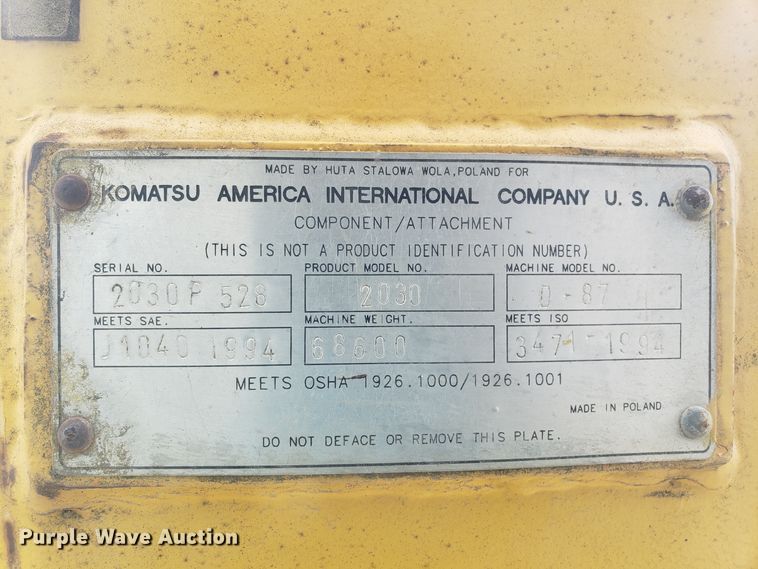 MADE BY HUTA STALOWA WOLA, POLAND FOR
KOMATSU AMERICA INTERNATIONAL COMPANY U. S. A.
COMPONENT/ATTACHMENT
(THIS IS NOT A PRODUCT IDENTIFICATION NUMBER)
SERIAL NO. PRODUCT MODEL NO. MACHINE MODEL NO.
2030P 528 2030 D-87
MEETS SAE. MACHINE WEIGHT. MEETS ISO
J1040 1994 68600 3471-1994
MEETS OSHA 1926.1000/1926.1001
MADE IN POLAND
DO NOT DEFACE OR REMOVE THIS PLATE.
Purple Wave Auction